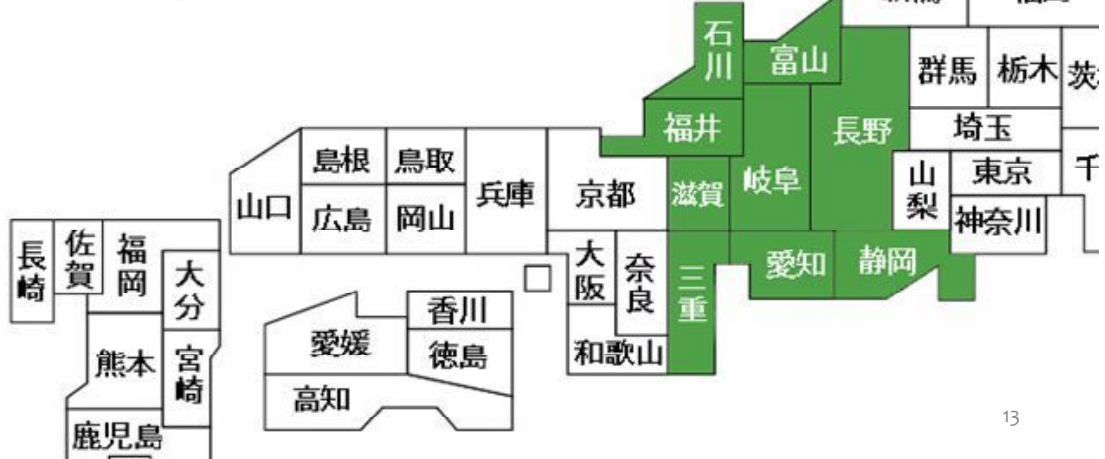 石川
富山
群馬
栃木
福井
長野
埼玉
島根
鳥取
兵庫
京都
滋賀
岐阜
山梨
東京
千
山口
広島
岡山
神奈川
長崎
佐賀
福岡
大分
大阪
奈良
三重
愛知
静岡
香川
愛媛
徳島
和歌山
熊本
宮崎
高知
鹿児島
13